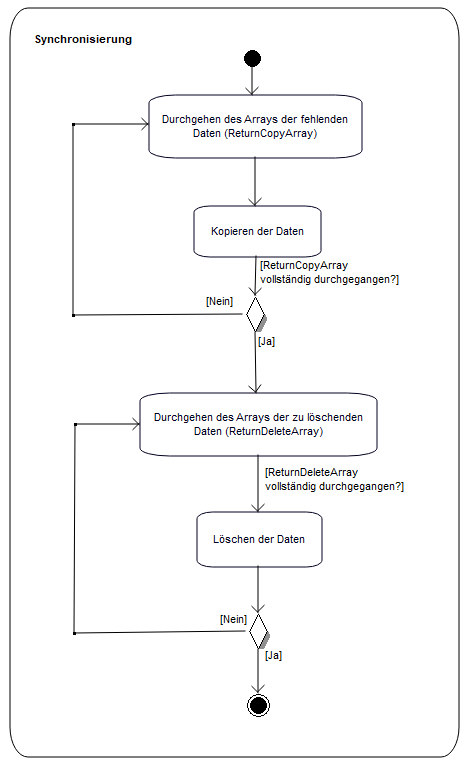 Synchronisierung
Durchgehen des Arrays der fehlenden
Daten (ReturnCopyArray)
Kopieren der Daten
[ReturnCopyArray
vollständig durchgegangen?]
[Nein]
[Ja]
Durchgehen des Arrays der zu löschenden
Daten (ReturnDeleteArray)
[ReturnDeleteArray
vollständig durchgegangen?]
Löschen der Daten
[Nein]
[Ja]